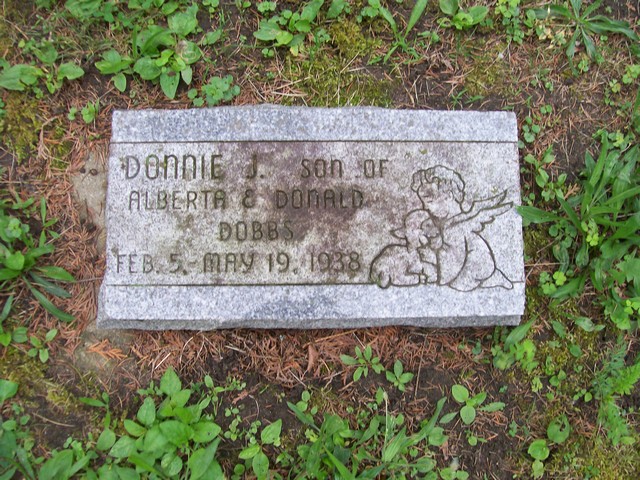 DONNIE J. SON OF
ALBERTA & DONALD
DOBBS
FEB. 5.-MAY 19, 1938